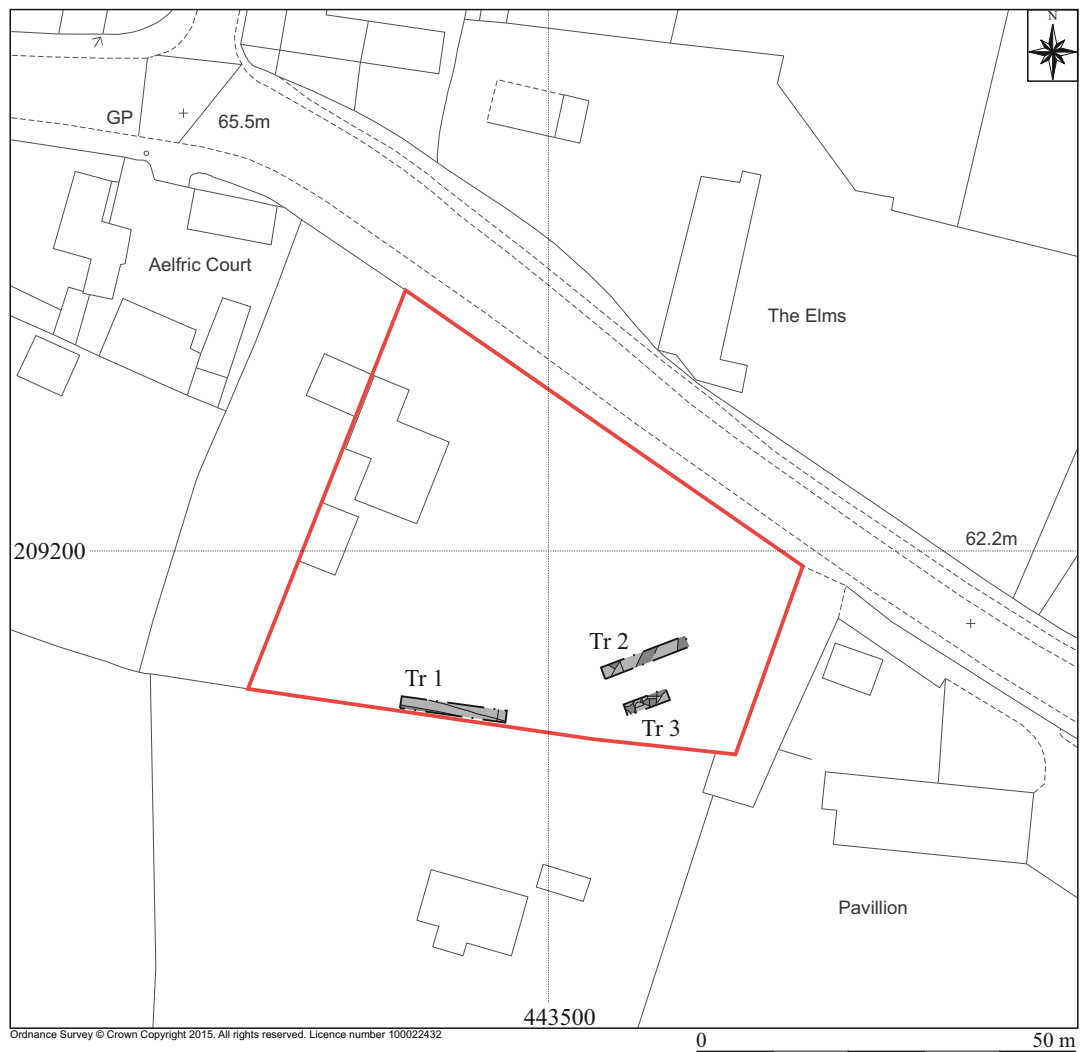 N
GP
65.5m
Aelfric Court
The Elms
209200
62.2m
Tr 2
Tr 1
Tr 3
Pavillion
443500
Ordnance Survey © Crown Copyright 2015. All rights reserved. Licence number 100022432
0
50 m